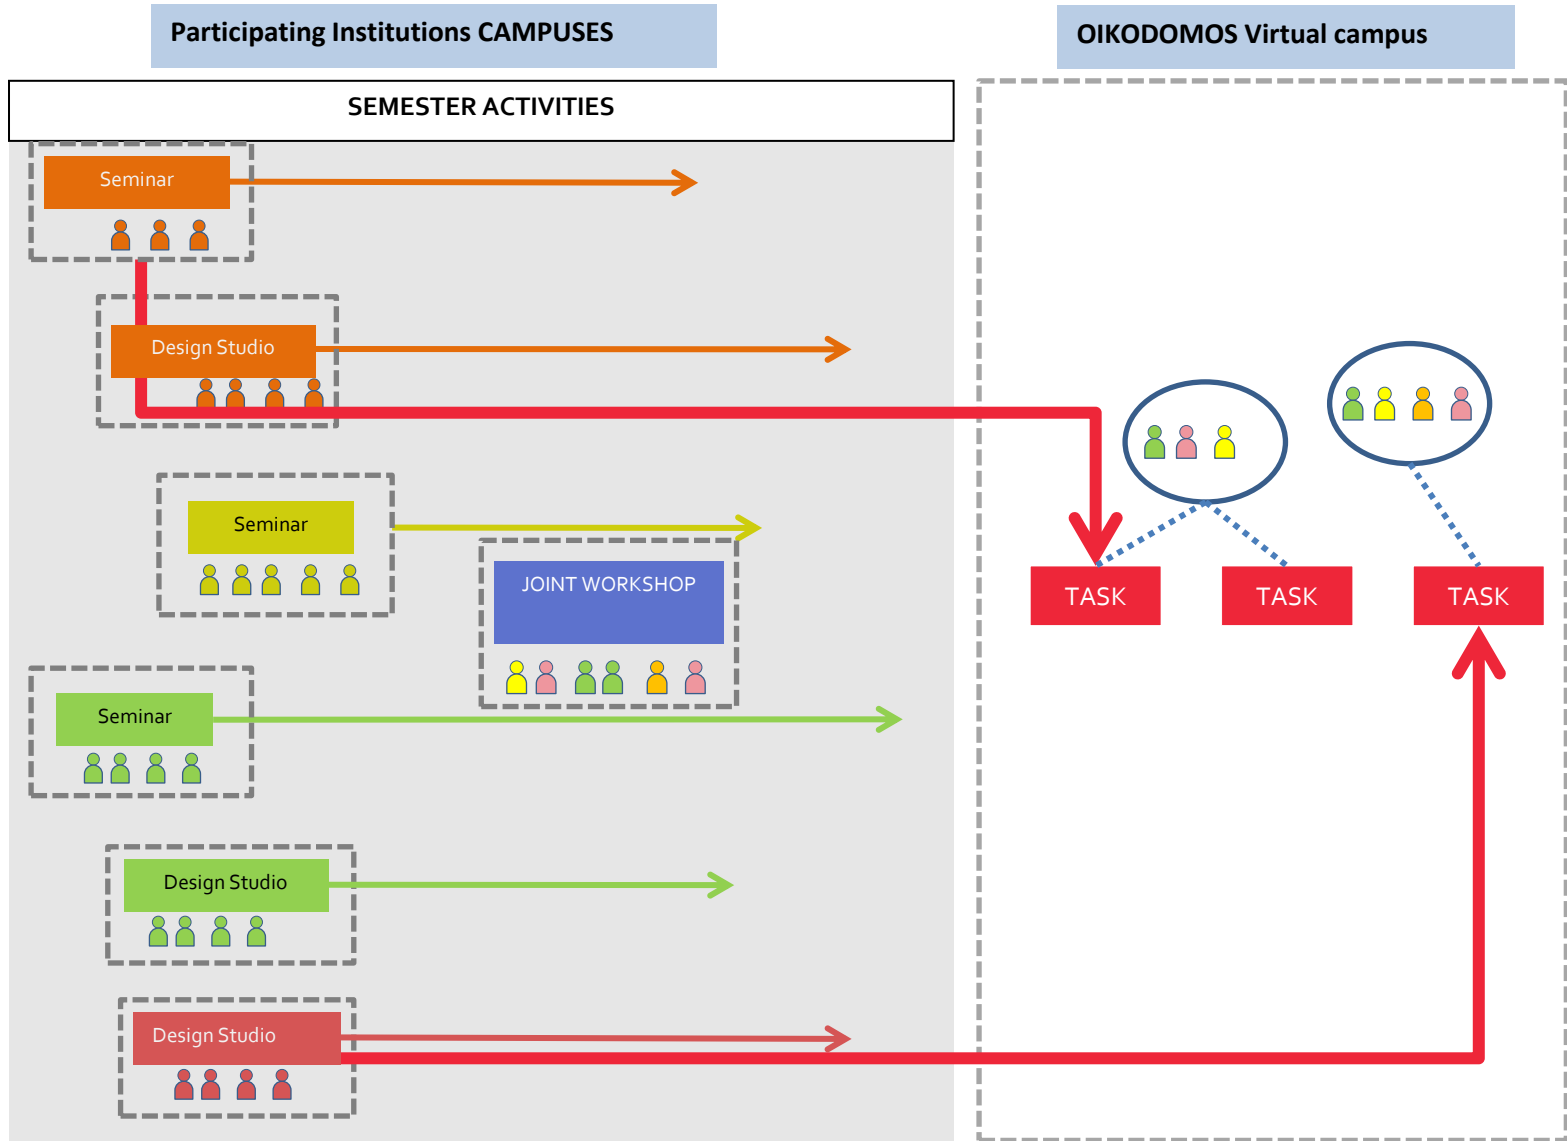 Participating Institutions CAMPUSES
OIKODOMOS Virtual campus
SEMESTER ACTIVITIES
Seminar
Design Studio
Seminar
JOINT WORKSHOP
TASK
TASK
TASK
Seminar
Design Studio
Design Studio